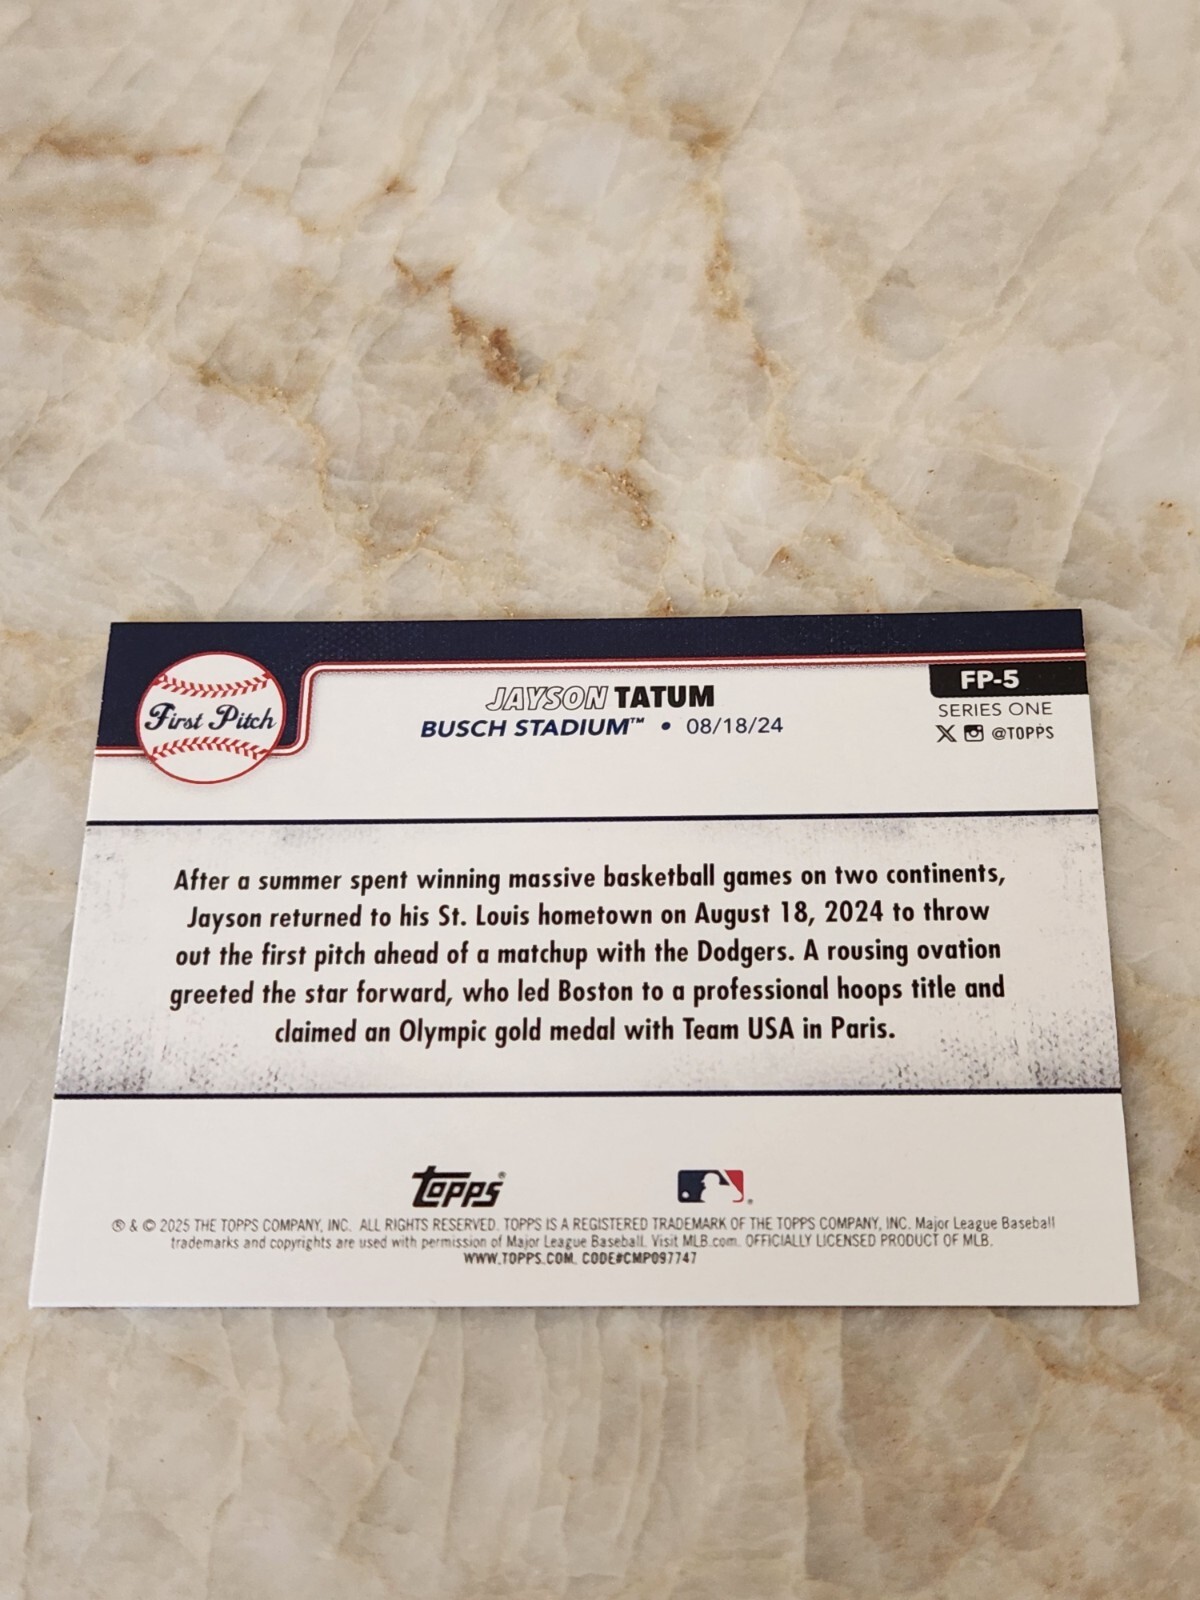 First Pitch
JAYSON TATUM
BUSCH STADIUM™ • 08/18/24
FP-5
SERIES ONE
X @TOPPS
After a summer spent winning massive basketball games on two continents,
Jayson returned to his St. Louis hometown on August 18, 2024 to throw
out the first pitch ahead of a matchup with the Dodgers. A rousing ovation
greeted the star forward, who led Boston to a professional hoops title and
claimed an Olympic gold medal with Team USA in Paris.
topps®
® & © 2025 THE TOPPS COMPANY, INC. ALL RIGHTS RESERVED. TOPPS IS A REGISTERED TRADEMARK OF THE TOPPS COMPANY, INC. Major League Baseball
trademarks and copyrights are used with permission of Major League Baseball. Visit MLB.com. OFFICIALLY LICENSED PRODUCT OF MLB.
WWW.TOPPS.COM. CODE#CMP097747